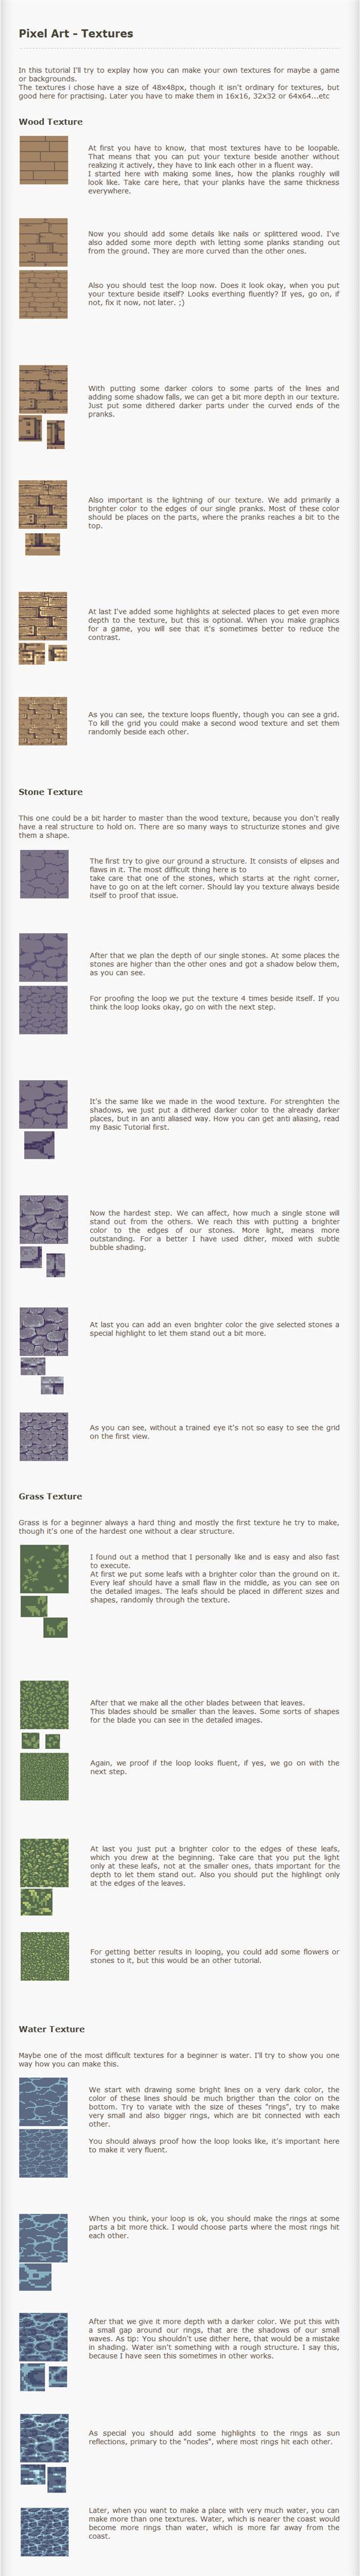 Pixel Art - Textures
In this tutorial I'll try to explay how you can make your own textures for maybe a game
or backgrounds.
The textures i chose have a size of 48x48px, though it isn't ordinary for textures, but
good here for practising. Later you have to make them in 16x16, 32x32 or 64x64...etc
Wood Texture
At first you have to know, that most textures have to be loopable.
That means that you can put your texture beside another without
realizing it actively, they have to link each other in a fluent way.
I started here with making some lines, how the planks roughly will
look like. Take care here, that your planks have the same thickness
everywhere.
Now you should add some details like nails or splittered wood. I've
also added some more depth with letting some planks standing out
from the ground. They are more curved than the other ones.
Also you should test the loop now. Does it look okay, when you put
your texture beside itself? Looks everthing fluently? If yes, go on, if
not, fix it now, not later. ;)
With putting some darker colors to some parts of the lines and
adding some shadow falls, we can get a bit more depth in our texture.
Just put some dithered darker parts under the curved ends of the
pranks.
Also important is the lightning of our texture. We add primarily a
brighter color to the edges of our single pranks. Most of these color
should be places on the parts, where the pranks reaches a bit to the
top.
At last I've added some highlights at selected places to get even more
depth to the texture, but this is optional. When you make graphics
for a game, you will see that it's sometimes better to reduce the
contrast.
As you can see, the texture loops fluently, though you can see a grid.
To kill the grid you could make a second wood texture and set them
randomly beside each other.
Stone Texture
This one could be a bit harder to master than the wood texture, because you don't really
have a real structure to hold on. There are so many ways to structurize stones and give
them a shape.
The first try to give our ground a structure. It consists of elipses and
flaws in it. The most difficult thing here is to
take care that one of the stones, which starts at the right corner,
have to go on at the left corner. Should lay you texture always beside
itself to proof that issue.
After that we plan the depth of our single stones. At some places the
stones are higher than the other ones and got a shadow below them,
as you can see.
For proofing the loop we put the texture 4 times beside itself. If you
think the loop looks okay, go on with the next step.
It's the same like we made in the wood texture. For strenghten the
shadows, we just put a dithered darker color to the already darker
places, but in an anti aliased way. How you can get anti aliasing, read
my Basic Tutorial first.
Now the hardest step. We can affect, how much a single stone will
stand out from the others. We reach this with putting a brighter
color to the edges of our stones. More light, means more
outstanding. For a better I have used dither, mixed with subtle
bubble shading.
At last you can add an even brighter color the give selected stones a
special highlight to let them stand out a bit more.
As you can see, without a trained eye it's not so easy to see the grid
on the first view.
Grass Texture
Grass is for a beginner always a hard thing and mostly the first texture he try to make,
though it's one of the hardest one without a clear structure.
I found out a method that I personally like and is easy and also fast
to execute.
At first we put some leafs with a brighter color than the ground on it.
Every leaf should have a small flaw in the middle, as you can see on
the detailed images. The leafs should be placed in different sizes and
shapes, randomly through the texture.
After that we make all the other blades between that leaves.
This blades should be smaller than the leaves. Some sorts of shapes
for the blade you can see in the detailed images.
Again, we proof if the loop looks fluent, if yes, we go on with the
next step.
At last you just put a brighter color to the edges of these leafs,
which you drew at the beginning. Take care that you put the light
only at these leafs, not at the smaller ones, thats important for the
depth to let them stand out. Also you should put the highlingt only
at the edges of the leaves.
For getting better results in looping, you could add some flowers or
stones to it, but this would be an other tutorial.
Water Texture
Maybe one of the most difficult textures for a beginner is water. I'll try to show you one
way how you can make this.
We start with drawing some bright lines on a very dark color, the
color of these lines should be much brigther than the color on the
bottom. Try to variate with the size of theses "rings", try to make
very small and also bigger rings, which are bit connected with each
other.
You should always proof how the loop looks like, it's important here
to make it very fluent.
When you think, your loop is ok, you should make the rings at some
parts a bit more thick. I would choose parts where the most rings hit
each other.
After that we give it more depth with a darker color. We put this with
a small gap around our rings, that are the shadows of our small
waves. As tip: You shouldn't use dither here, that would be a mistake
in shading. Water isn't something with a rough structure. I say this,
because I have seen this sometimes in other works.
As special you should add some highlights to the rings as sun
reflections, primary to the "nodes", where most rings hit each other.
Later, when you want to make a place with very much water, you can
make more than one textures. Water, which is nearer the coast would
become more rings than water, which is more far away from the
coast.